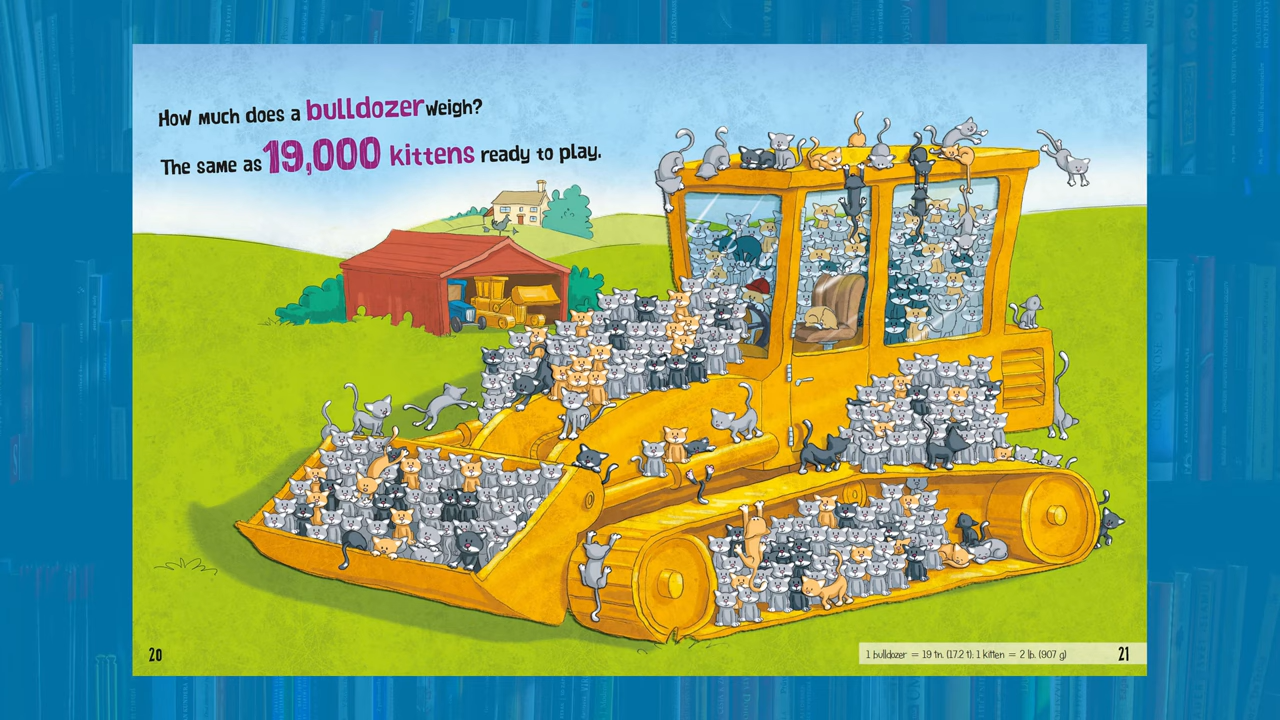 How much does a bulldozer weigh?
The same as 19,000 kittens ready to play.
20
1 bulldozer = 19 tn. (17.2 t); 1 kitten = 2 lb. (907 g)
21